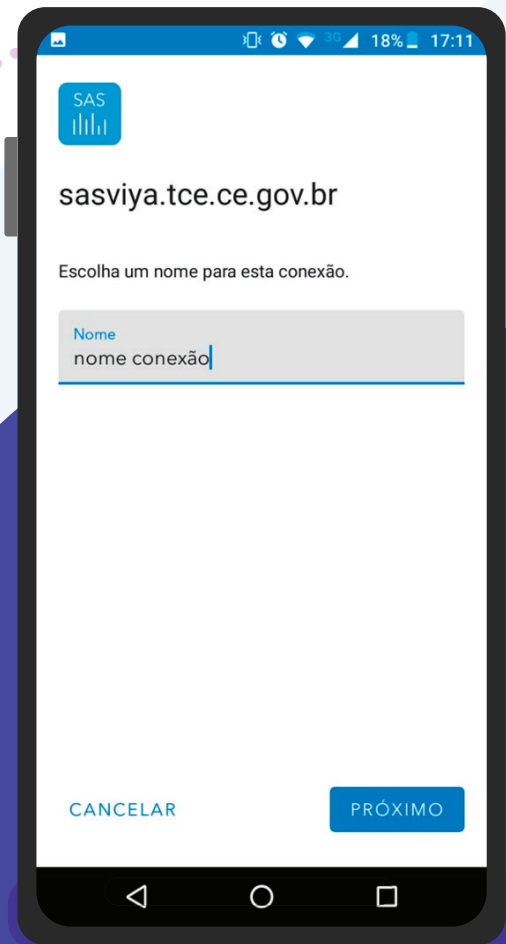 3G 18% 17:11
SAS
sasviya.tce.ce.gov.br
Escolha um nome para esta conexão.
Nome
nome conexão
CANCELAR PRÓXIMO